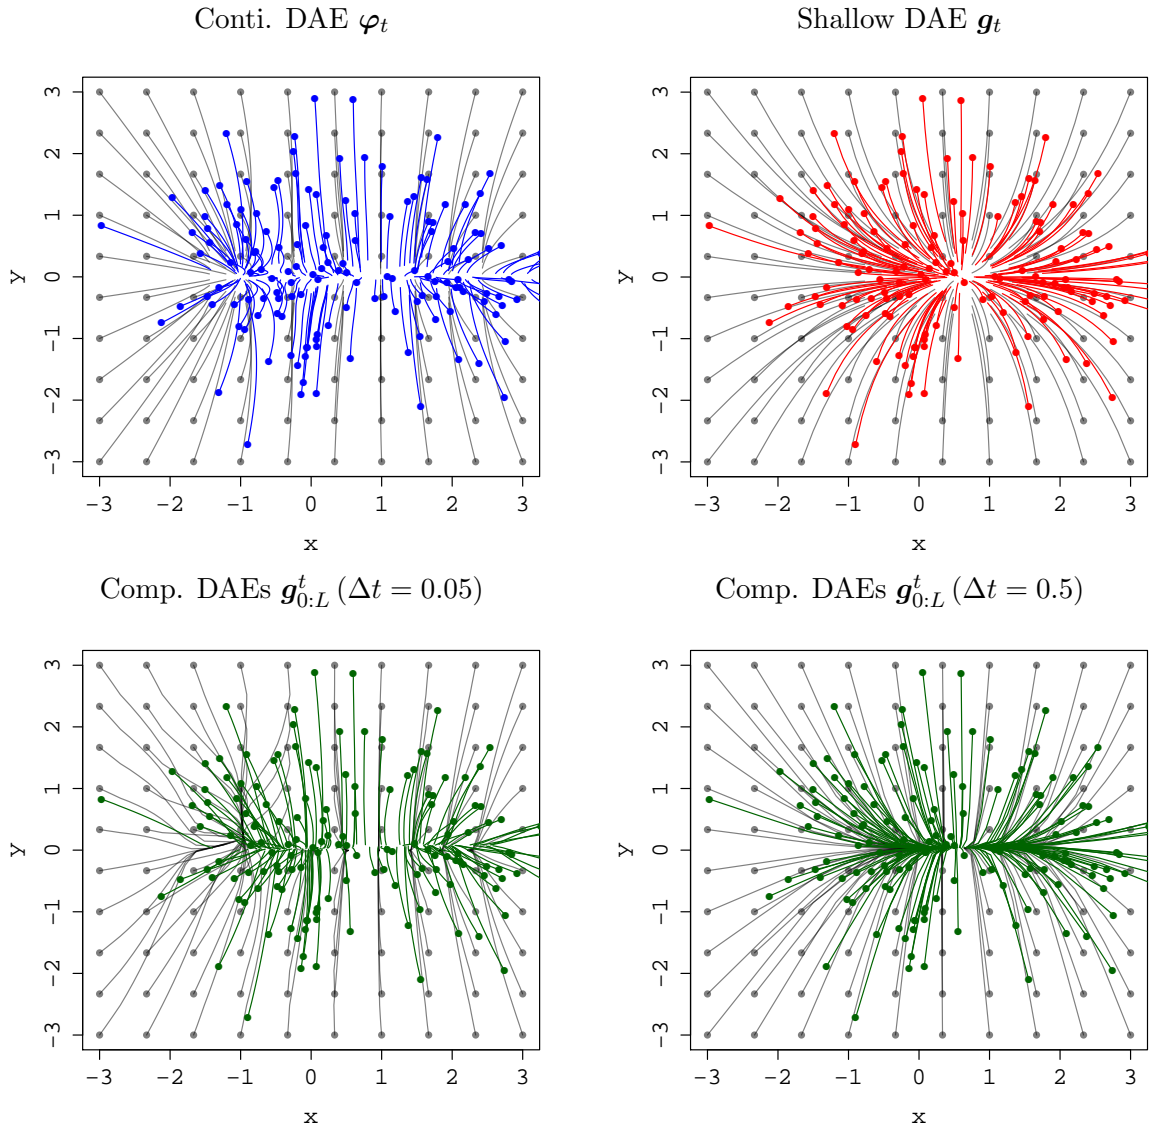 Conti. DAE φₜ
Shallow DAE gₜ
3
2
1
0
−1
−2
−3
y
−3 −2 −1 0 1 2 3
x
3
2
1
0
−1
−2
−3
y
−3 −2 −1 0 1 2 3
x
Comp. DAEs g^t_{0:L} (Δt = 0.05)
Comp. DAEs g^t_{0:L} (Δt = 0.5)
3
2
1
0
−1
−2
−3
y
−3 −2 −1 0 1 2 3
x
3
2
1
0
−1
−2
−3
y
−3 −2 −1 0 1 2 3
x